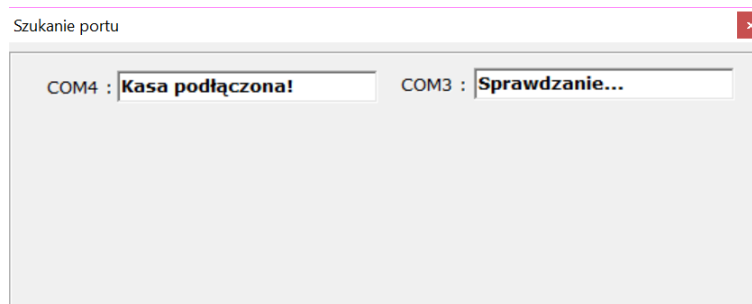 Szukanie portu
COM4 : Kasa podłączona! COM3 : Sprawdzanie...